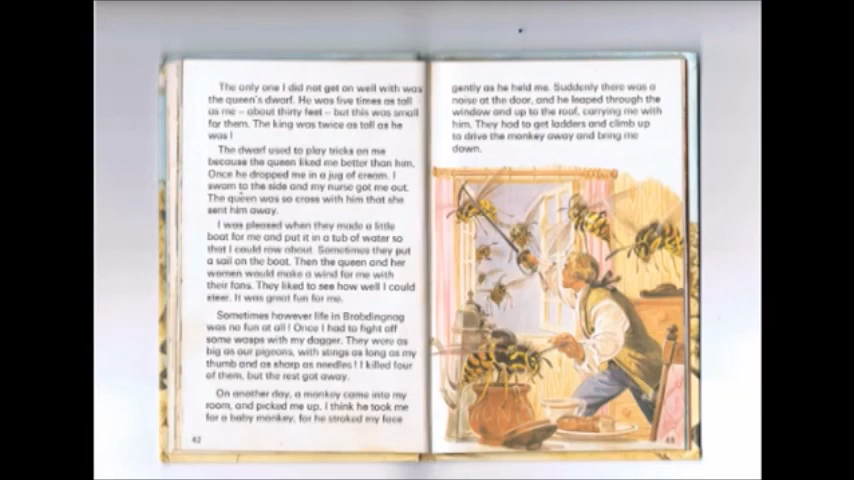 The only one I did not get on well with was
the queen's dwarf. He was five times as tall
as me – about thirty feet – but this was small
for them. The king was twice as tall as he
was !
The dwarf used to play tricks on me
because the queen liked me better than him.
Once he dropped me in a jug of cream. I
swam to the side and my nurse got me out.
The queen was so cross with him that she
sent him away.
I was pleased when they made a little
boat for me and put it in a tub of water so
that I could row about. Sometimes they put
a sail on the boat. Then the queen and her
women would make a wind for me with
their fans. They liked to see how well I could
steer. It was great fun for me.
Sometimes however life in Brobdingnag
was no fun at all ! Once I had to fight off
some wasps with my dagger. They were as
big as our pigeons, with stings as long as my
thumb and as sharp as needles ! I killed four
of them, but the rest got away.
On another day, a monkey came into my
room, and picked me up. I think he took me
for a baby monkey, for he stroked my face
42
gently as he held me. Suddenly there was a
noise at the door, and he leaped through the
window and up to the roof, carrying me with
him. They had to get ladders and climb up
to drive the monkey away and bring me
down.